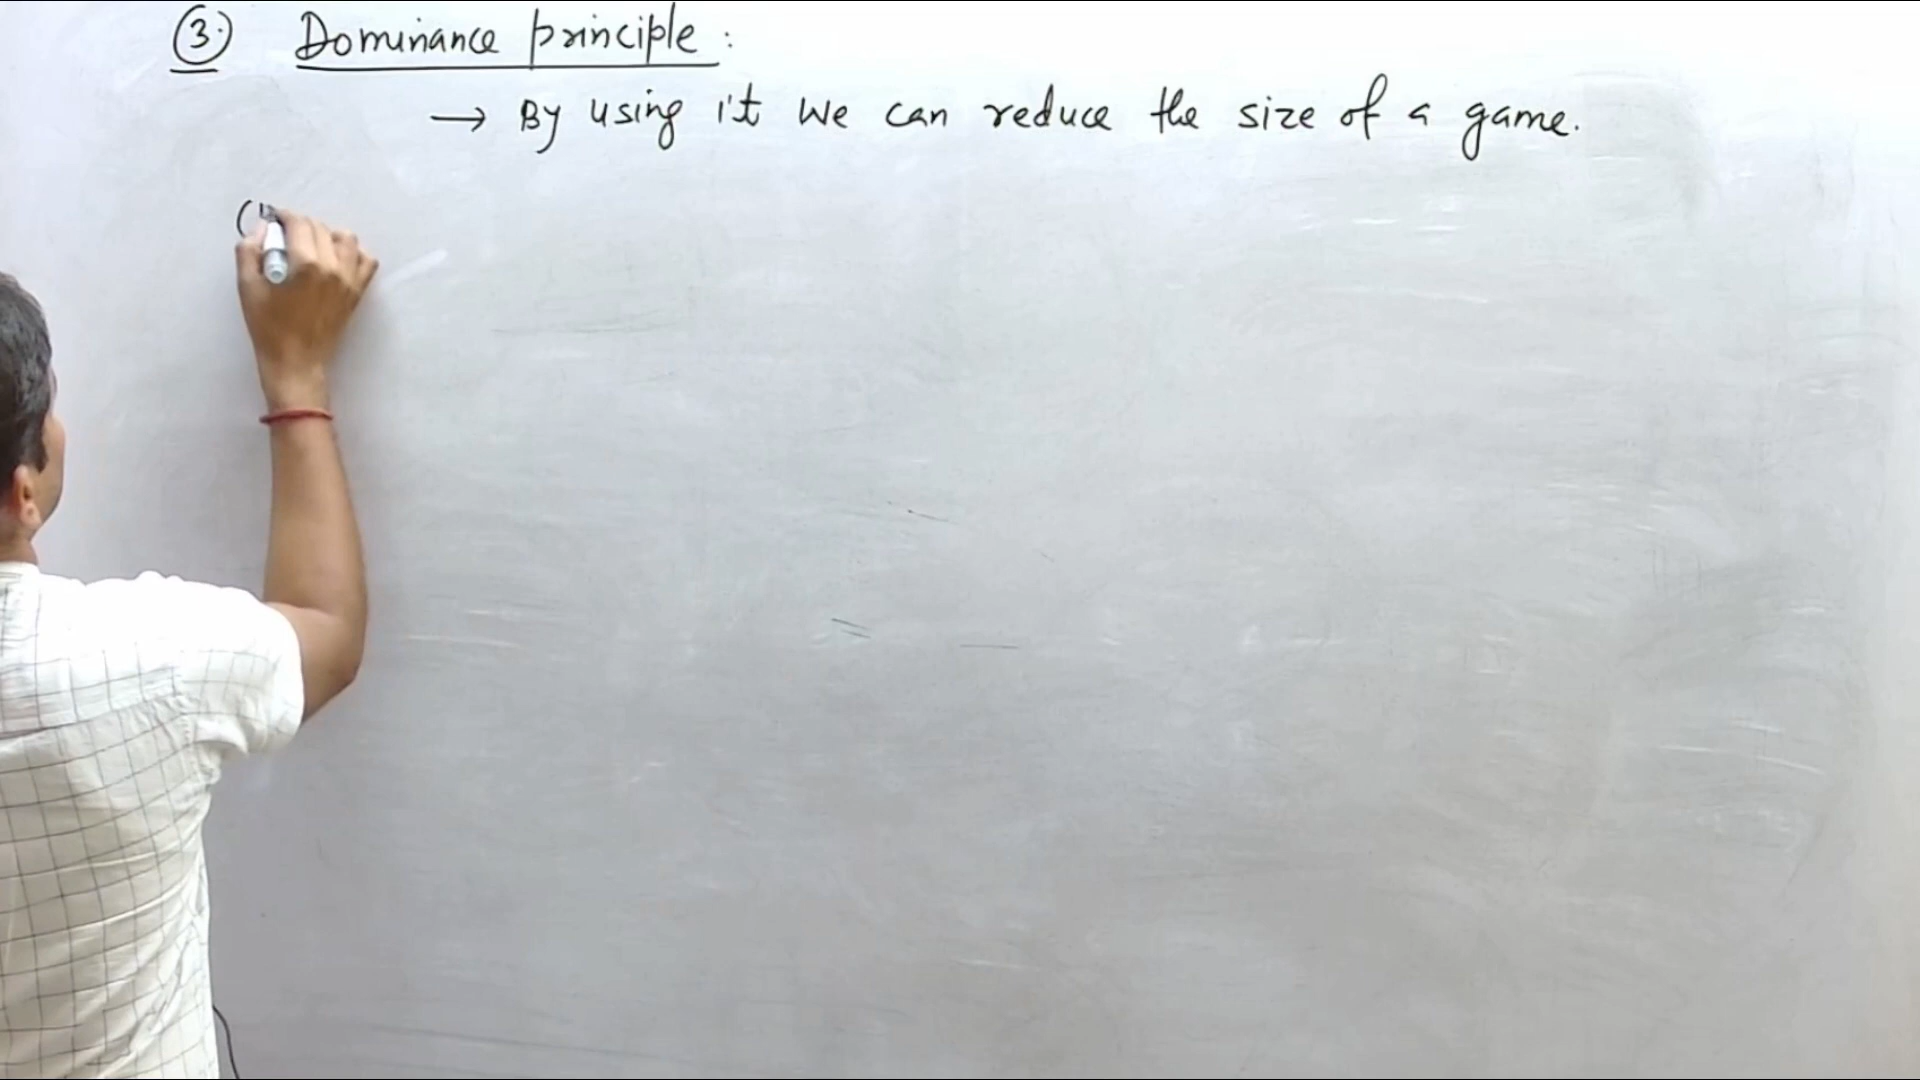 ③ Dominance principle :
→ By using it we can reduce the size of a game.
(